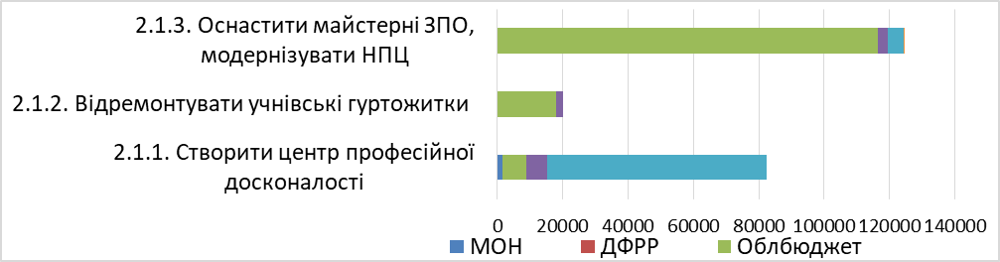 2.1.3. Оснастити майстерні ЗПО,
модернізувати НПЦ
2.1.2. Відремонтувати учнівські гуртожитки
2.1.1. Створити центр професійної
досконалості
0 20000 40000 60000 80000 100000 120000 140000
МОН ДФРР Облбюджет